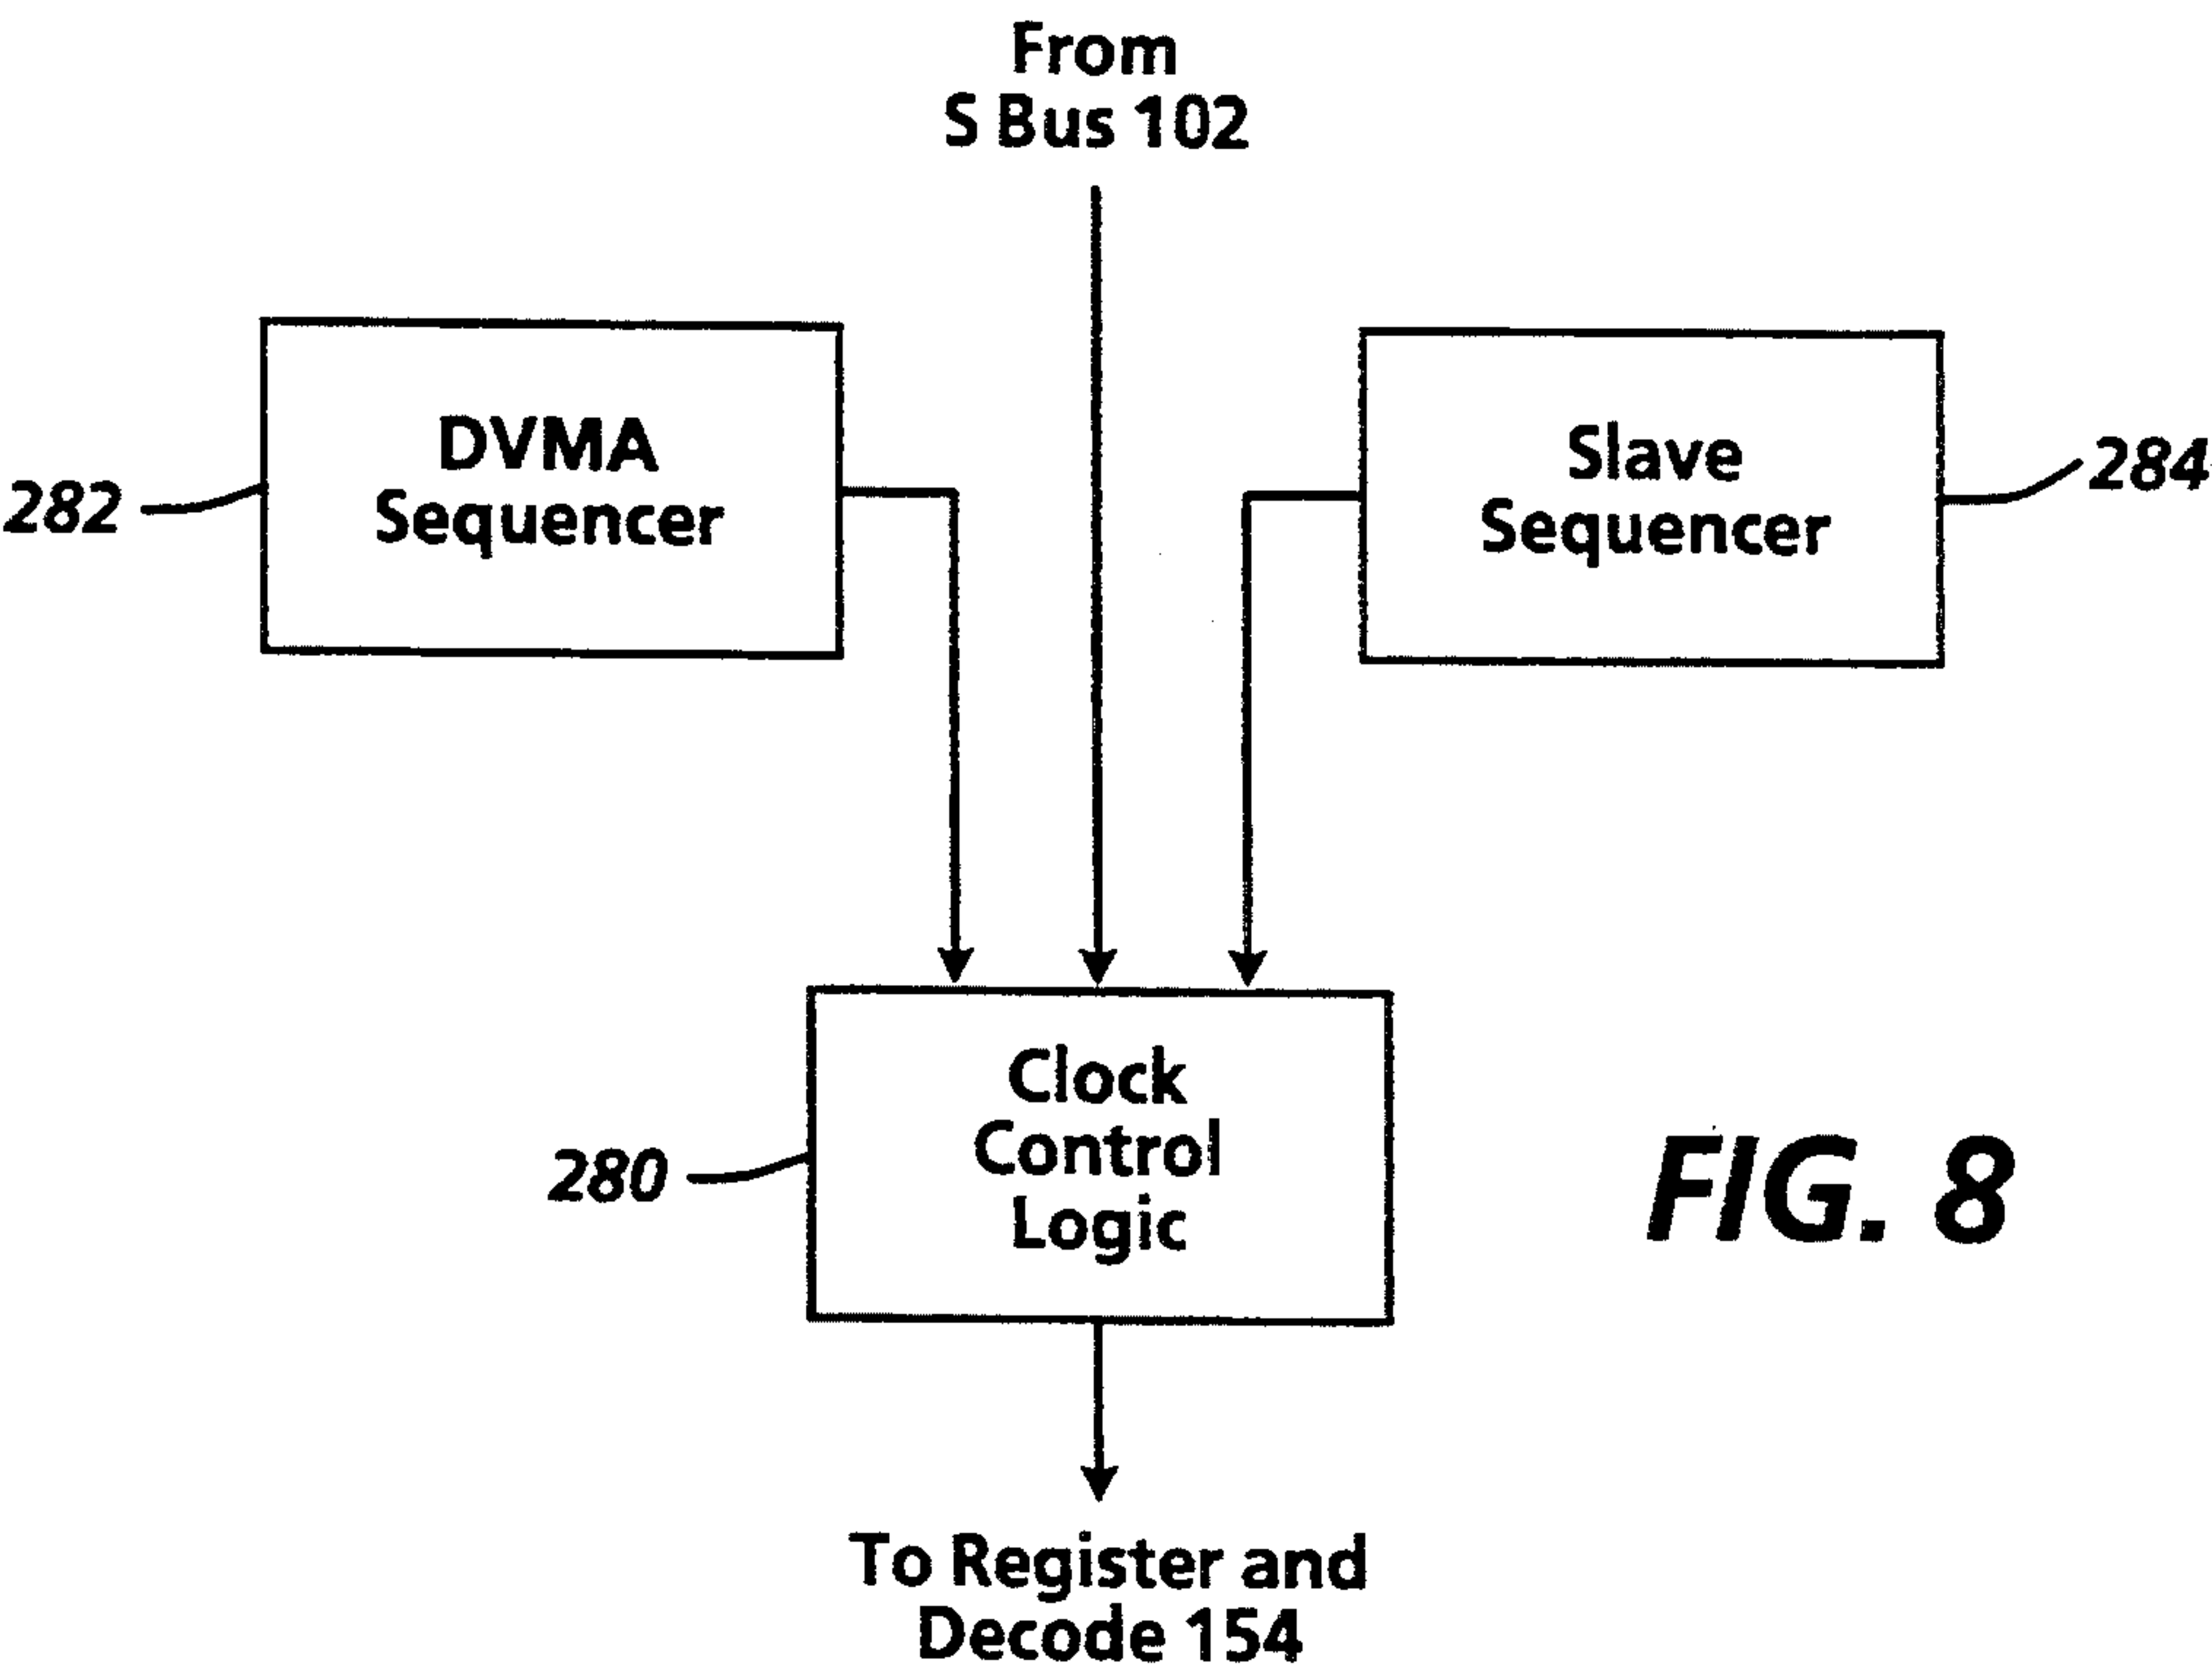 From
S Bus 102
DVMA
Sequencer
282
Slave
Sequencer
284
Clock
Control
Logic
280
FIG. 8
To Register and
Decode 154